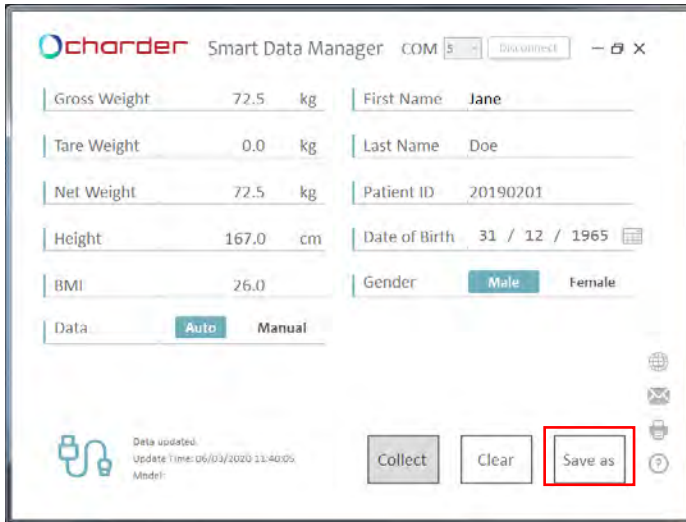 charder Smart Data Manager COM 5 Disconnect
Gross Weight 72.5 kg First Name Jane
Tare Weight 0.0 kg Last Name Doe
Net Weight 72.5 kg Patient ID 20190201
Height 167.0 cm Date of Birth 31 / 12 / 1965
BMI 26.0 Gender Male Female
Data Auto Manual
Data updated.
Update Time: 06/03/2020 11:40:05
Model:
Collect Clear Save as
?